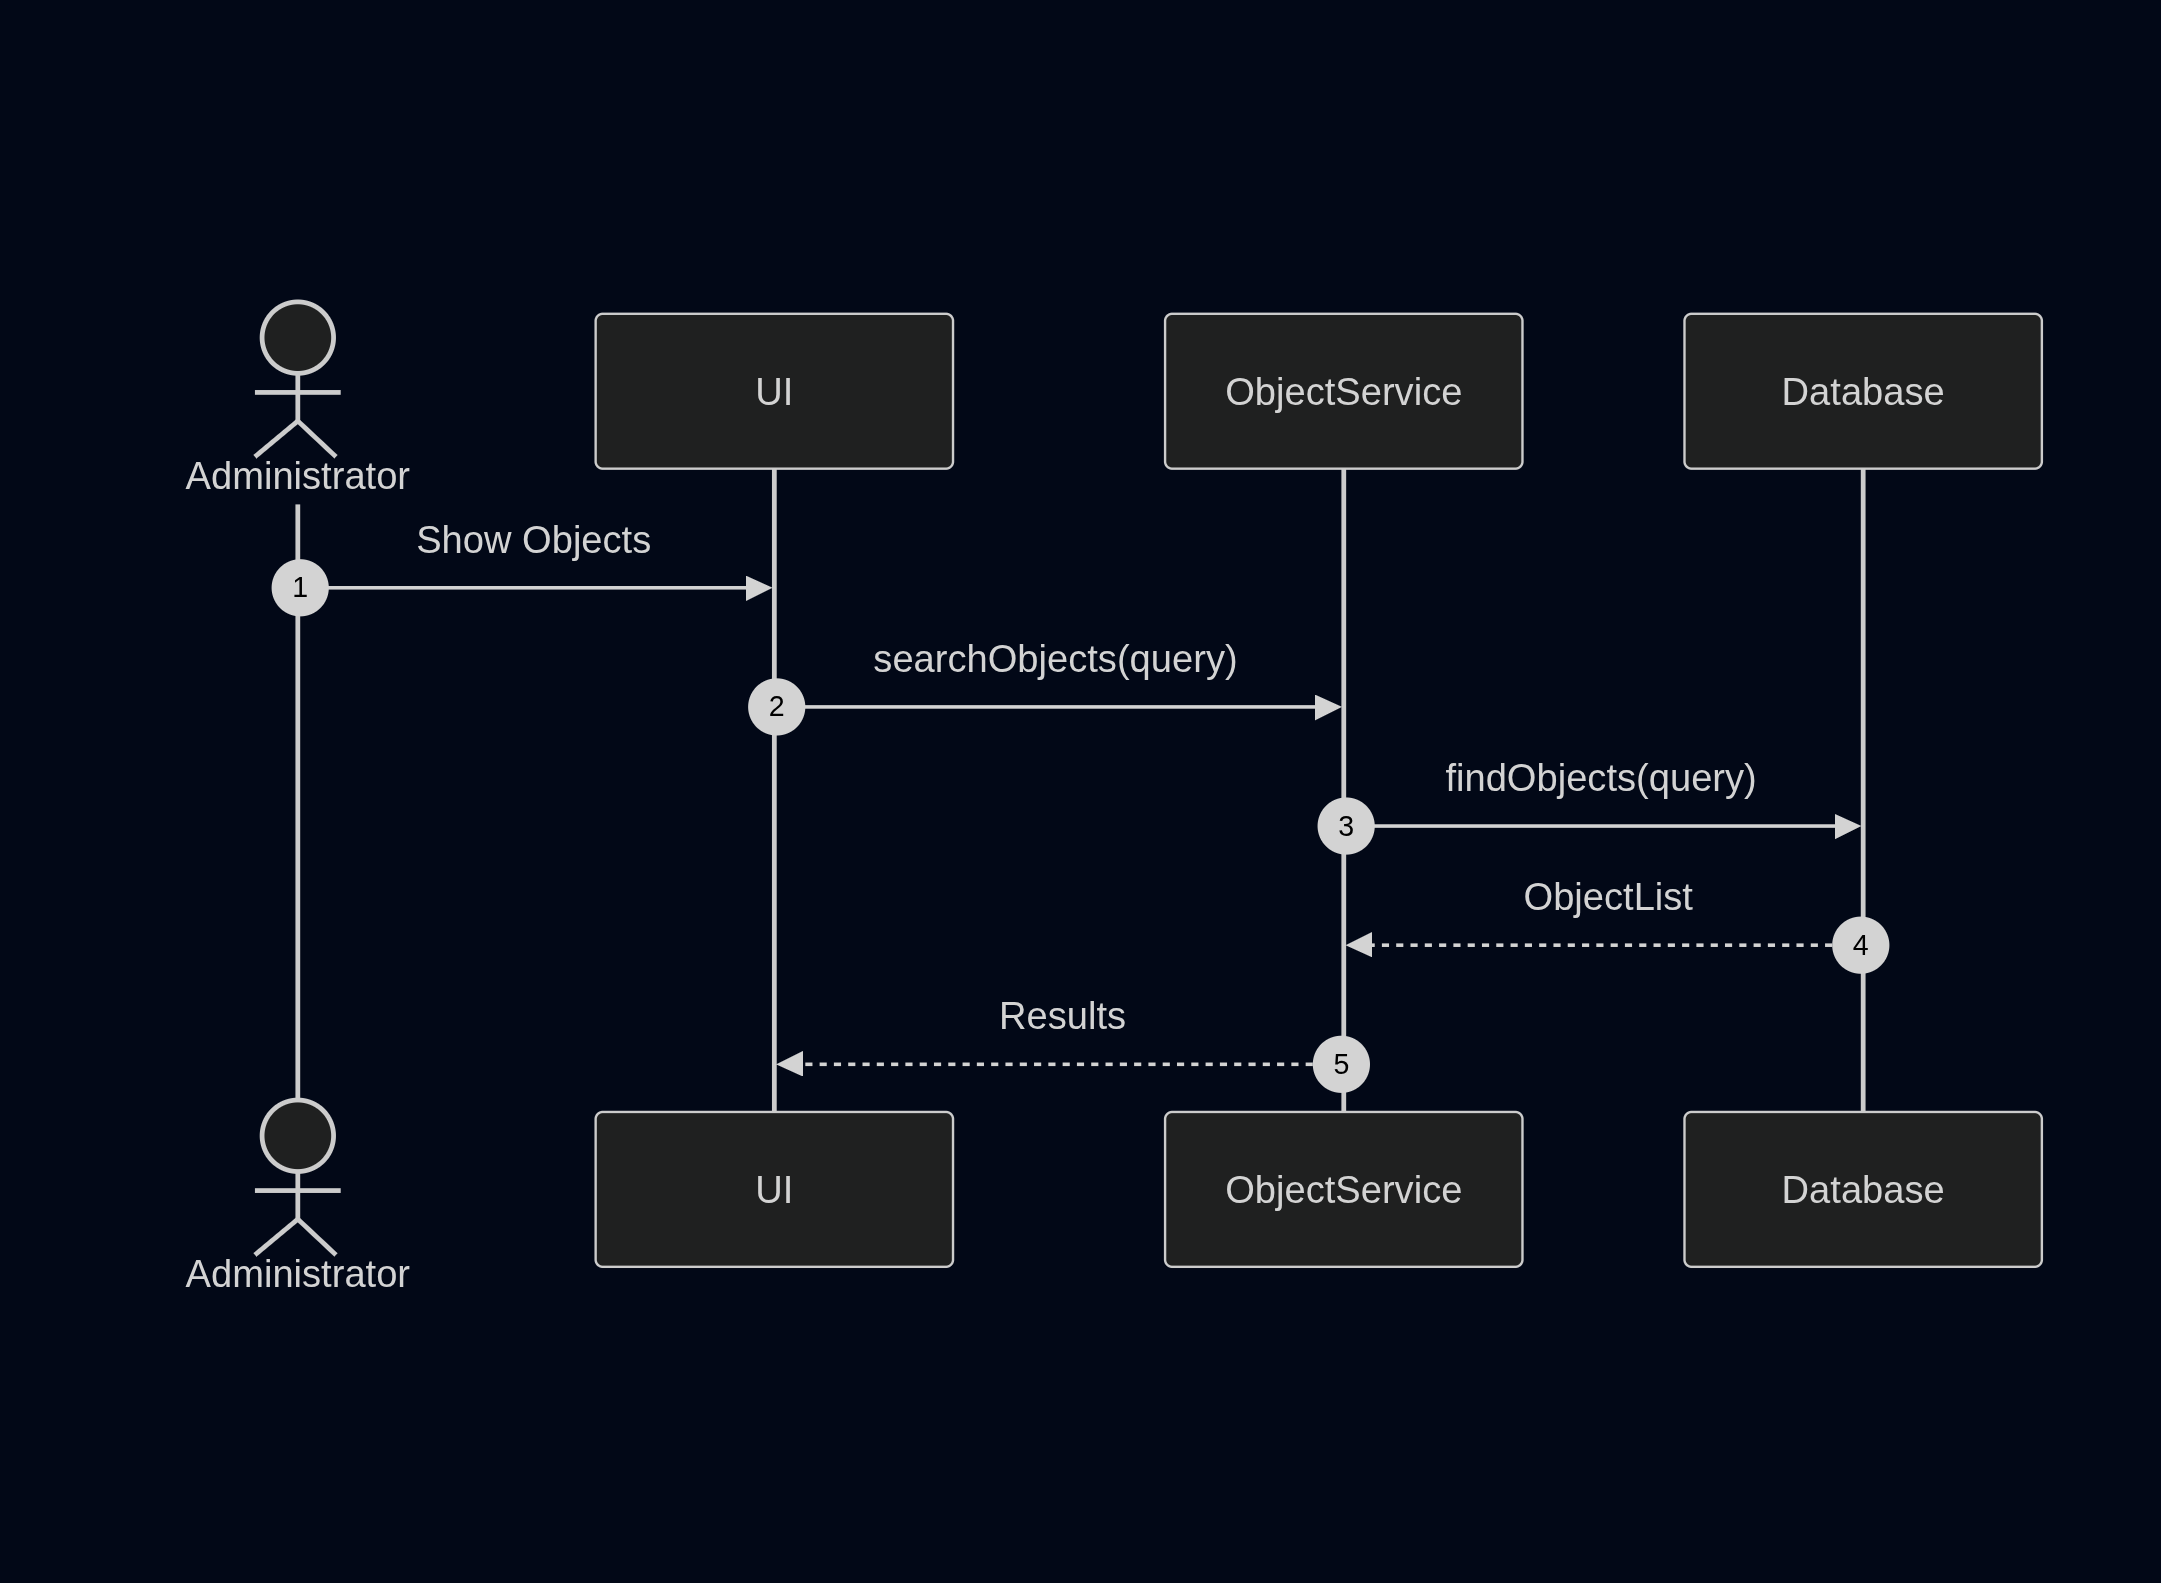 UI
ObjectService
Database
Administrator
Show Objects
1
searchObjects(query)
2
findObjects(query)
3
ObjectList
4
Results
5
UI
ObjectService
Database
Administrator